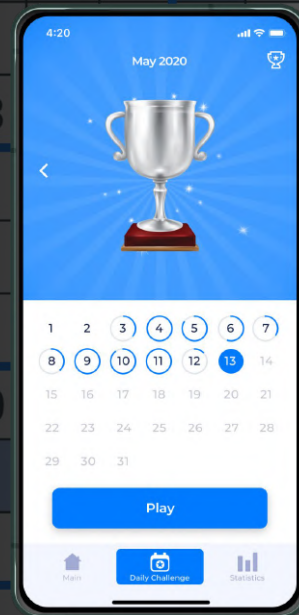 4:20
May 2020
1 2 3 4 5 6 7
8 9 10 11 12 13 14
15 16 17 18 19 20 21
22 23 24 25 26 27 28
29 30 31
Play
Main Daily Challenge Statistics